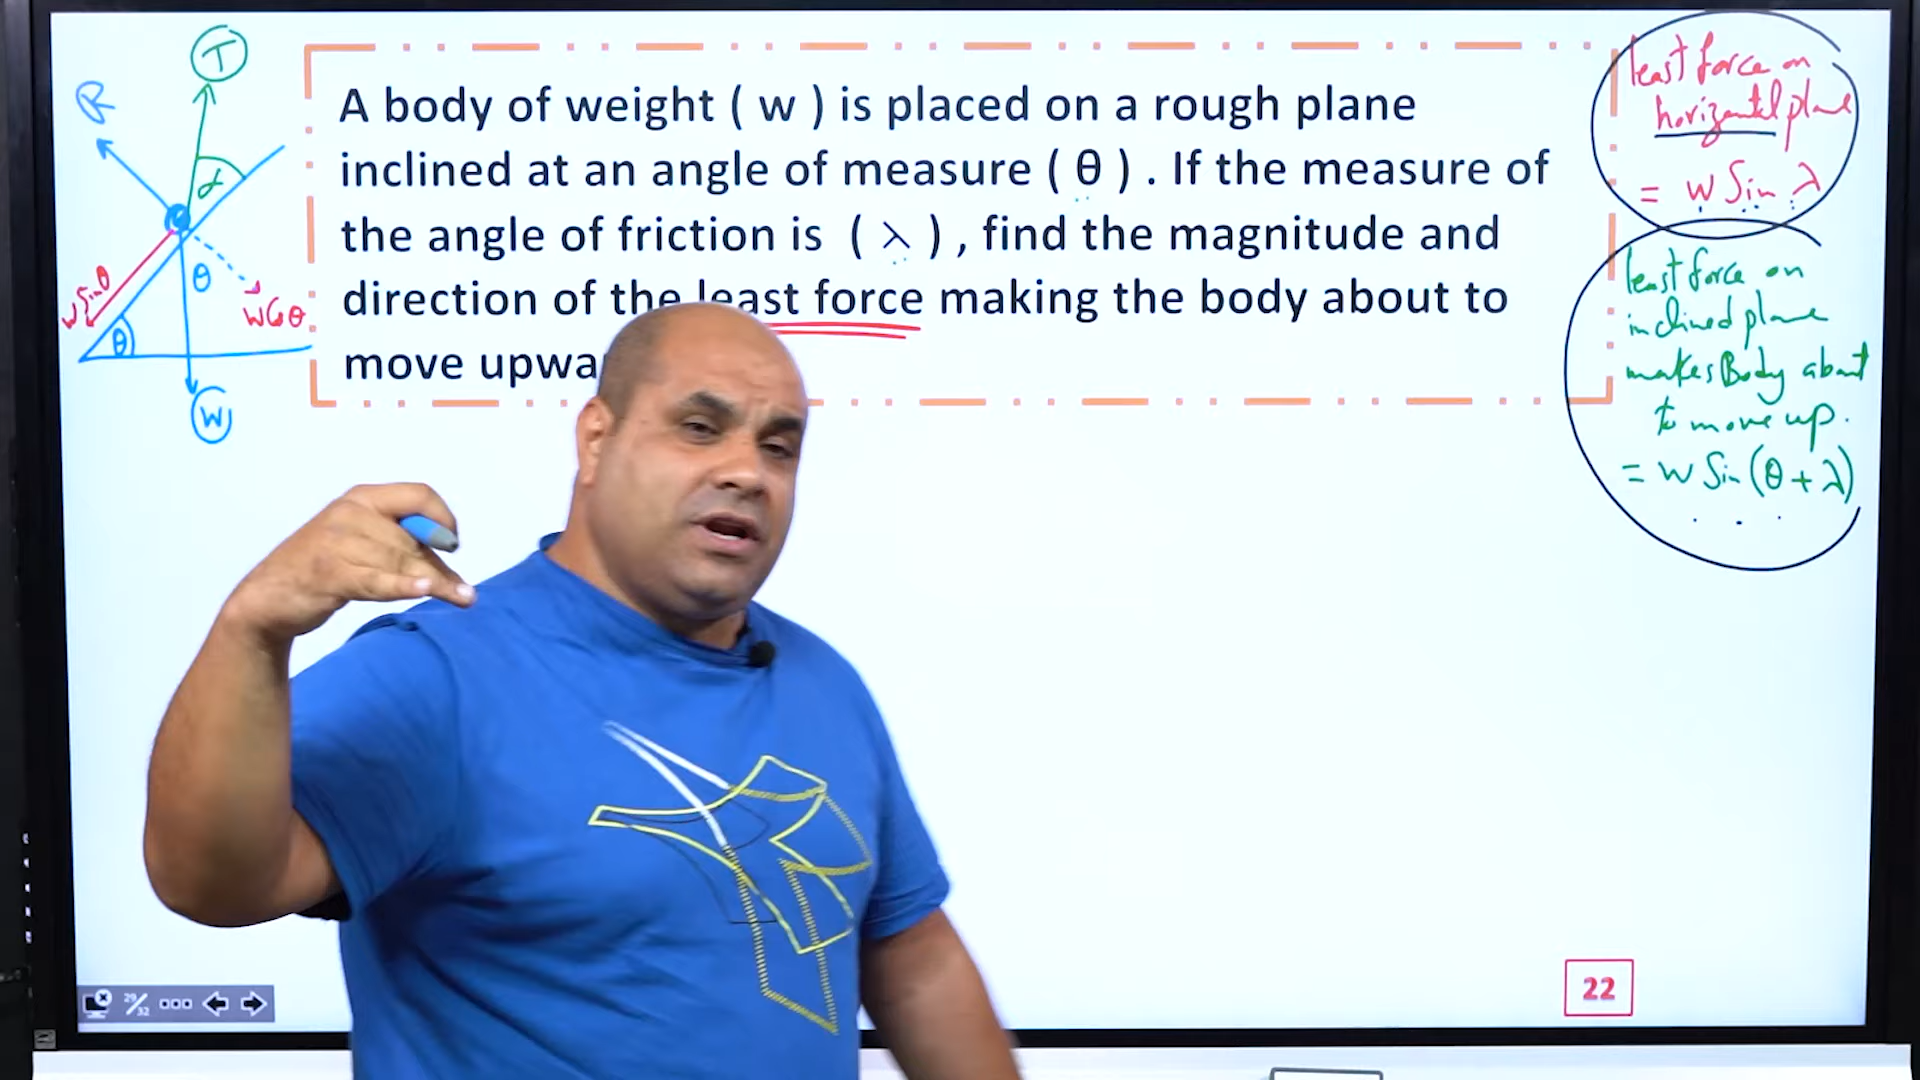 T
R
α
θ
w Sin θ
w Cos θ
θ
W
A body of weight ( w ) is placed on a rough plane
inclined at an angle of measure ( θ ) . If the measure of
the angle of friction is ( λ ) , find the magnitude and
direction of the least force making the body about to
move upwa
least force on
horizontal plane
= w Sin λ
least force on
inclined plane
makes Body about
to move up.
= w Sin (θ + λ)
29/32
22